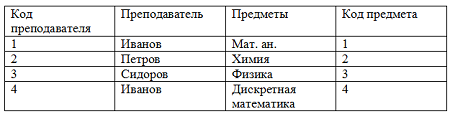 Код преподавателя Преподаватель Предметы Код предмета
1 Иванов Мат. ан. 1
2 Петров Химия 2
3 Сидоров Физика 3
4 Иванов Дискретная математика 4